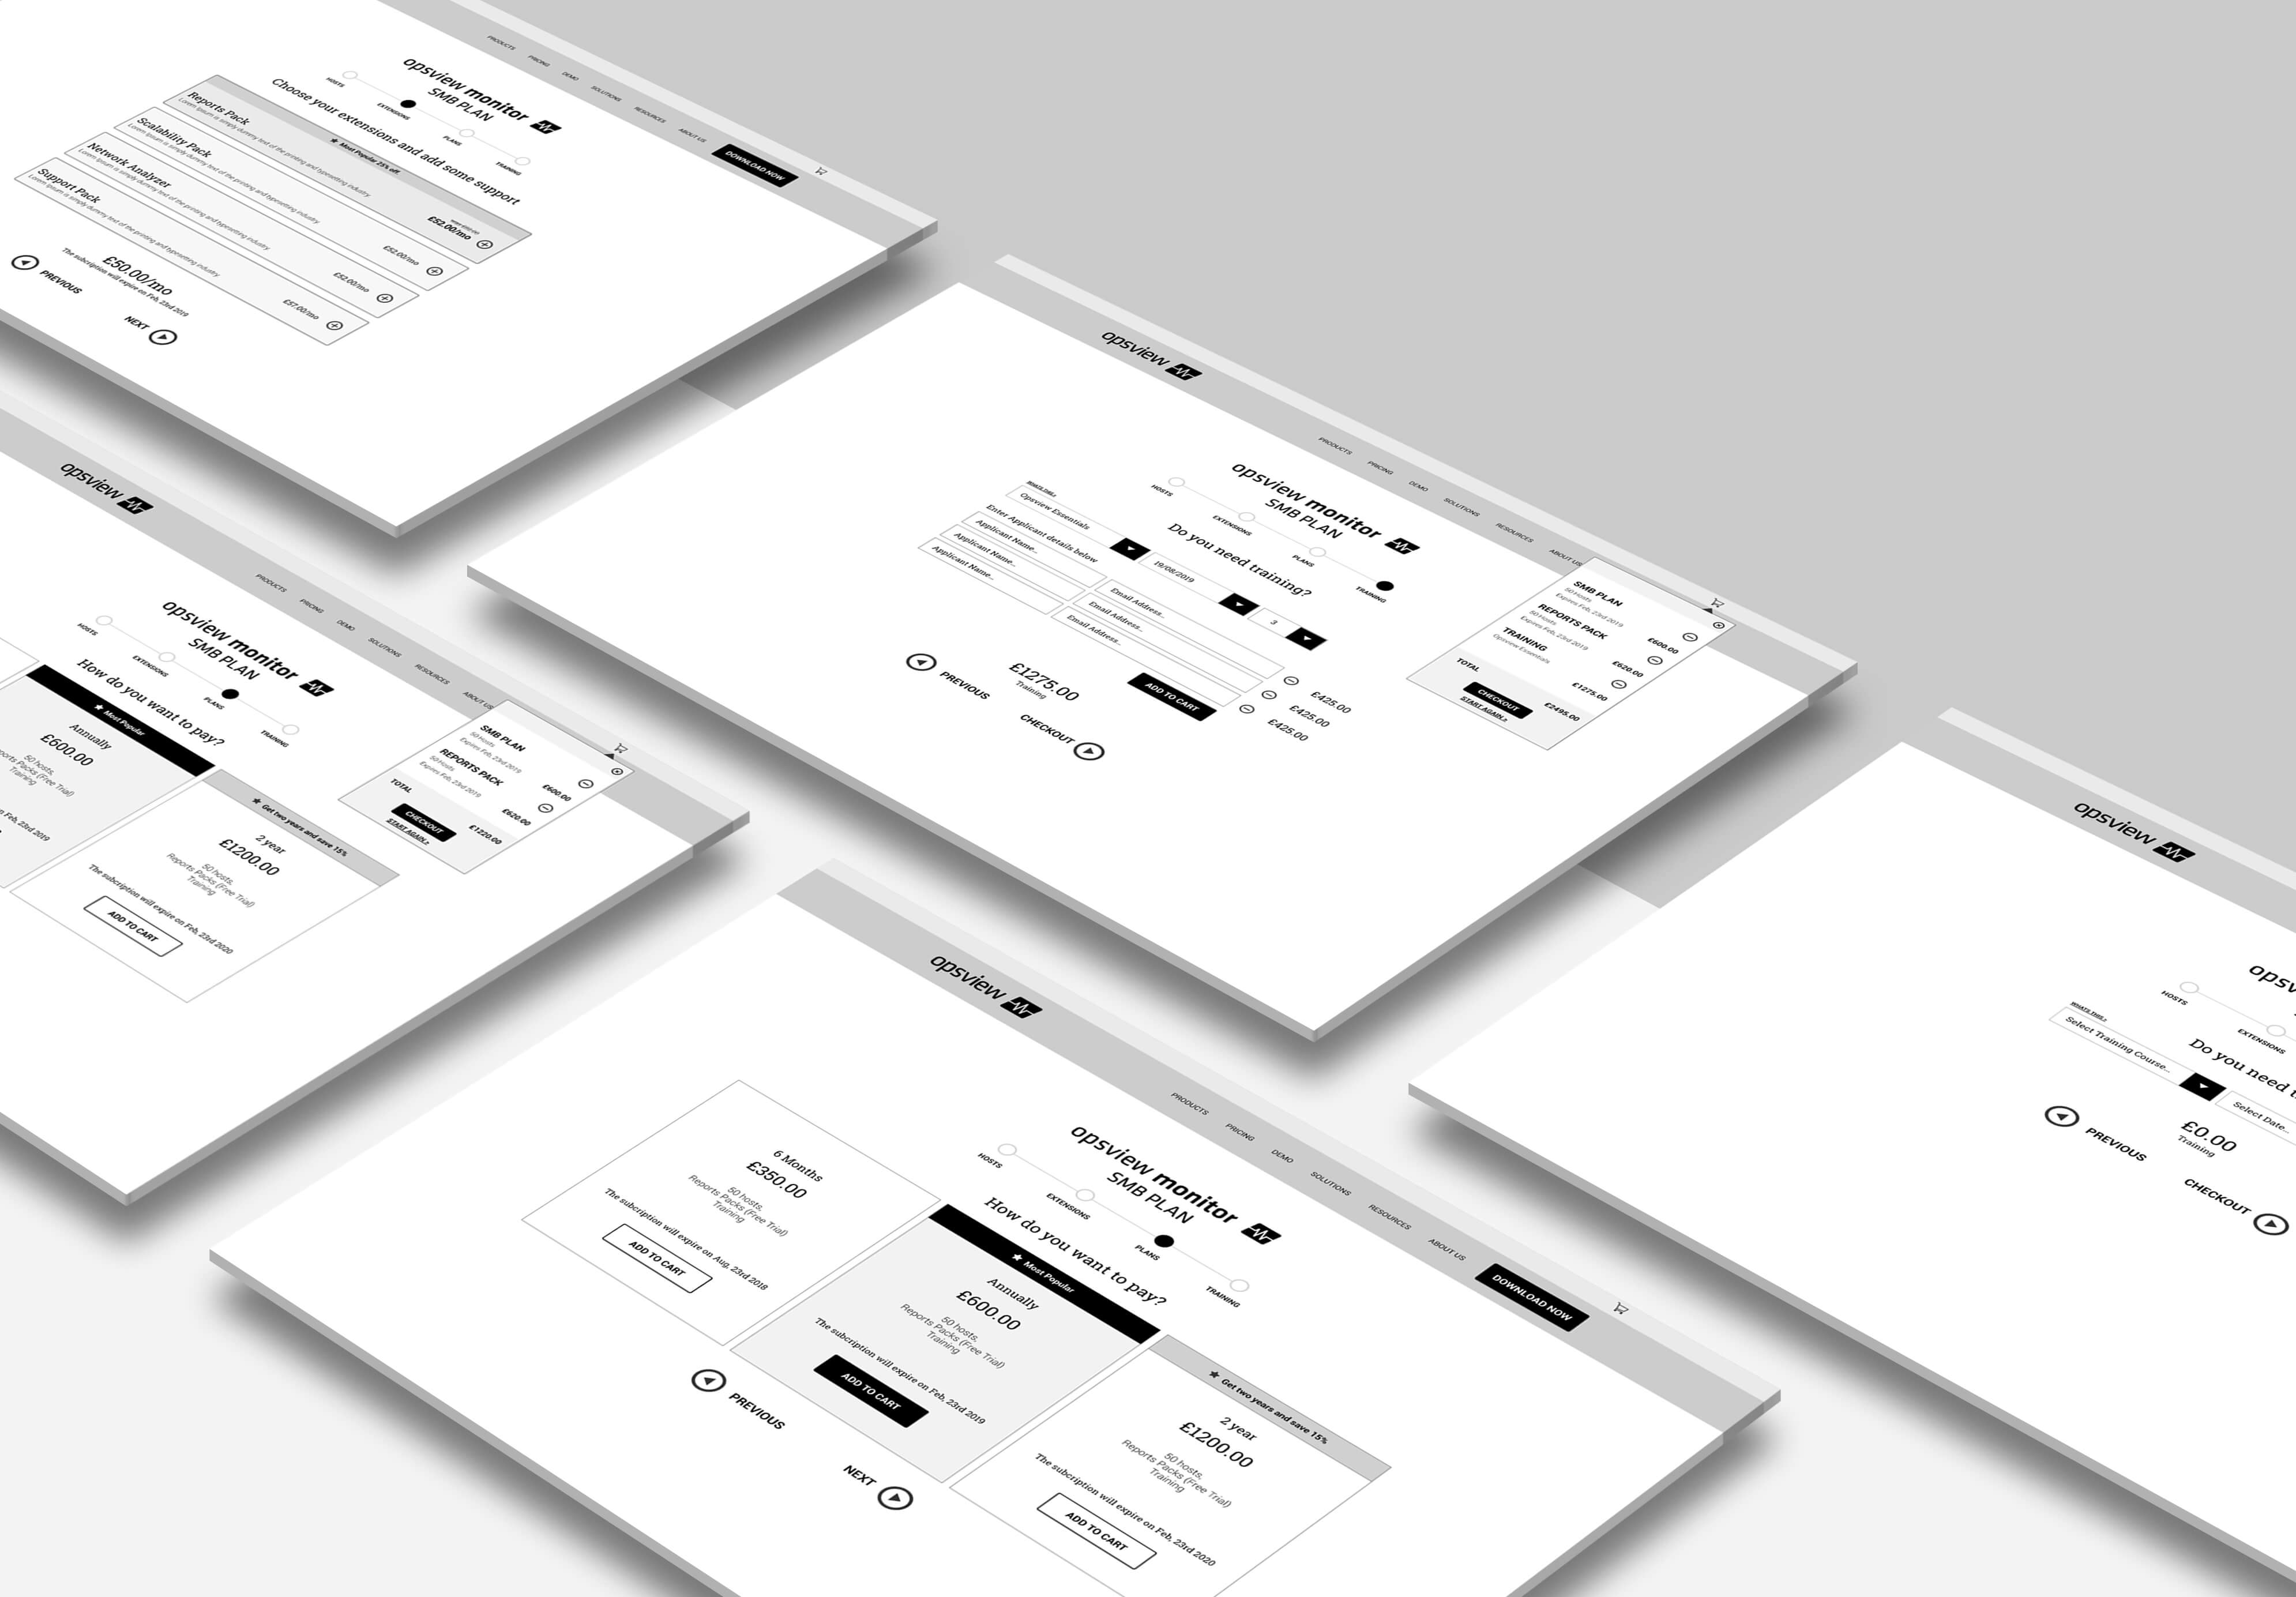 PRODUCTS
PRICING
DEMO
SOLUTIONS
RESOURCES
ABOUT US
DOWNLOAD NOW
opsview monitor
SMB PLAN
HOSTS
EXTENSIONS
PLANS
TRAINING
Choose your extensions and add some support
Most Popular 25% off.
Reports Pack
Lorem Ipsum is simply dummy text of the printing and typesetting industry.
£52.00/mo
Scalability Pack
Lorem Ipsum is simply dummy text of the printing and typesetting industry.
£52.00/mo
Network Analyzer
Lorem Ipsum is simply dummy text of the printing and typesetting industry.
£52.00/mo
Support Pack
Lorem Ipsum is simply dummy text of the printing and typesetting industry.
£57.00/mo
£50.00/mo
The subcription will expire on Feb, 23rd 2019
PREVIOUS
NEXT
opsview
PRODUCTS
PRICING
DEMO
SOLUTIONS
RESOURCES
ABOUT US
opsview monitor
SMB PLAN
HOSTS
EXTENSIONS
PLANS
TRAINING
Do you need training?
WHATS THIS >
Opsview Essentials
19/08/2019
3
Enter Applicant details below
Applicant Name...
Email Address...
£425.00
Applicant Name...
Email Address...
£425.00
Applicant Name...
Email Address...
£425.00
£1275.00
Training
ADD TO CART
PREVIOUS
CHECKOUT
SMB PLAN
50 Hosts
Expires Feb, 23rd 2019
£600.00
REPORTS PACK
50 Hosts
Expires Feb, 23rd 2019
£620.00
TRAINING
Opsview Essentials
£1275.00
TOTAL
£2495.00
CHECKOUT
START AGAIN >
opsview
PRODUCTS
PRICING
DEMO
SOLUTIONS
RESOURCES
ABOUT US
opsview monitor
SMB PLAN
HOSTS
EXTENSIONS
PLANS
TRAINING
How do you want to pay?
Most Popular
Annually
£600.00
50 hosts,
Reports Packs (Free Trial)
Training
Feb, 23rd 2019
Get two years and save 15%
2 year
£1200.00
50 hosts,
Reports Packs (Free Trial)
Training
The subcription will expire on Feb, 23rd 2020
ADD TO CART
SMB PLAN
50 Hosts
Expires Feb, 23rd 2019
£600.00
REPORTS PACK
50 Hosts
Expires Feb, 23rd 2019
£620.00
TOTAL
£1220.00
CHECKOUT
START AGAIN >
opsview
PRODUCTS
PRICING
DEMO
SOLUTIONS
RESOURCES
ABOUT US
DOWNLOAD NOW
opsview monitor
SMB PLAN
HOSTS
EXTENSIONS
PLANS
TRAINING
How do you want to pay?
6 Months
£350.00
50 hosts,
Reports Packs (Free Trial)
Training
The subcription will expire on Aug, 23rd 2018
ADD TO CART
Most Popular
Annually
£600.00
50 hosts,
Reports Packs (Free Trial)
Training
The subcription will expire on Feb, 23rd 2019
ADD TO CART
Get two years and save 15%
2 year
£1200.00
50 hosts,
Reports Packs (Free Trial)
Training
The subcription will expire on Feb, 23rd 2020
ADD TO CART
PREVIOUS
NEXT
opsview
HOSTS
EXTENSIONS
Do you need
WHATS THIS >
Select Training Course...
Select Date...
£0.00
Training
PREVIOUS
CHECKOUT